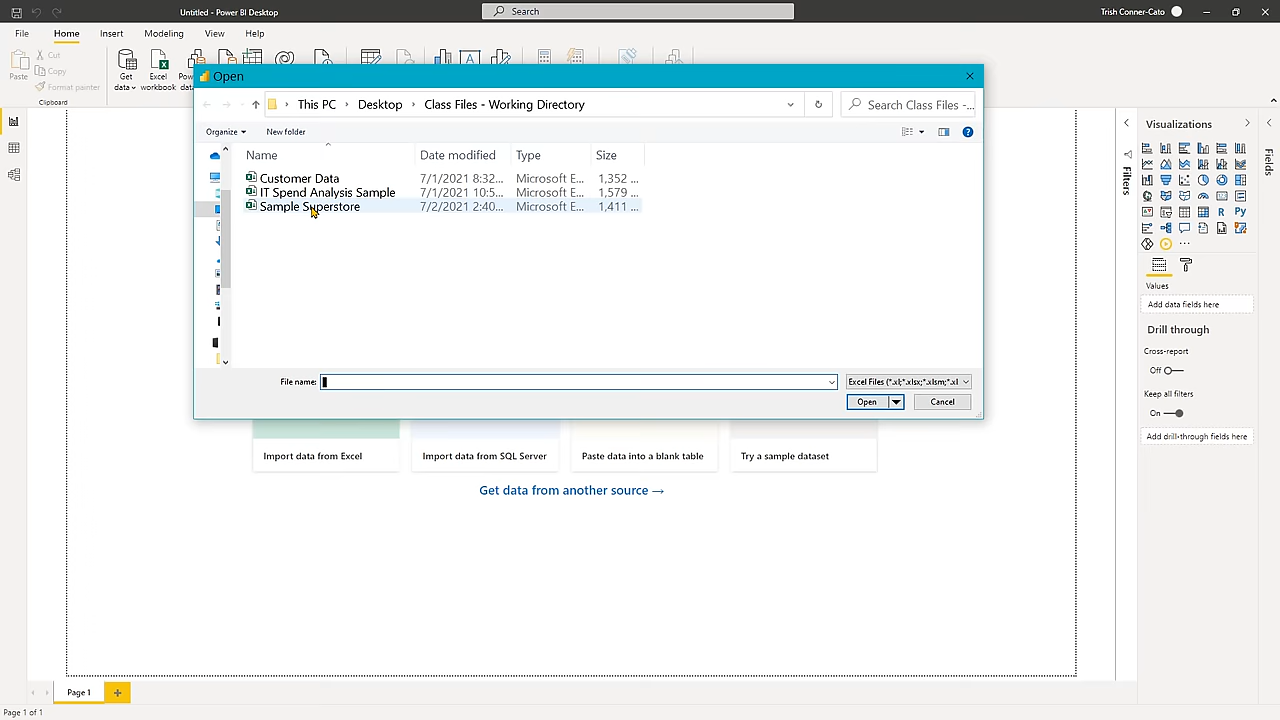 Untitled - Power BI Desktop
Search
Trish Conner-Cato
File Home Insert Modeling View Help
Paste
Cut
Copy
Format painter
Clipboard
Get data
Excel workbook
Open
This PC › Desktop › Class Files - Working Directory
Search Class Files -...
Organize New folder
Name Date modified Type Size
Customer Data 7/1/2021 8:32... Microsoft E... 1,352 ...
IT Spend Analysis Sample 7/1/2021 10:5... Microsoft E... 1,579 ...
Sample Superstore 7/2/2021 2:40... Microsoft E... 1,411 ...
File name:
Excel Files (*.xl;*.xlsx;*.xlsm;*.xl
Open Cancel
Import data from Excel
Import data from SQL Server
Paste data into a blank table
Try a sample dataset
Get data from another source →
Filters
Visualizations
R Py
Values
Add data fields here
Drill through
Cross-report
Off
Keep all filters
On
Add drill-through fields here
Fields
Page 1
Page 1 of 1